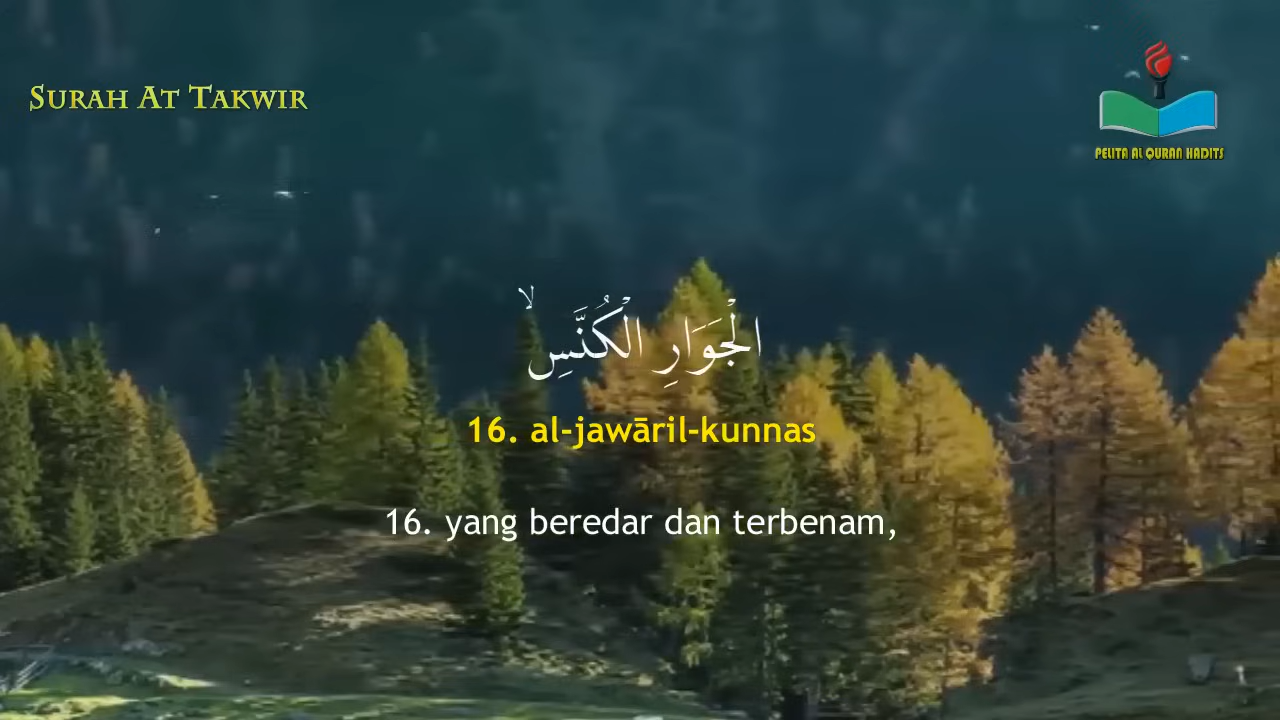 SURAH AT TAKWIR
PELITA AL QURAN HADITS
الْجَوَارِ الْكُنَّسِۙ
16. al-jawāril-kunnas
16. yang beredar dan terbenam,